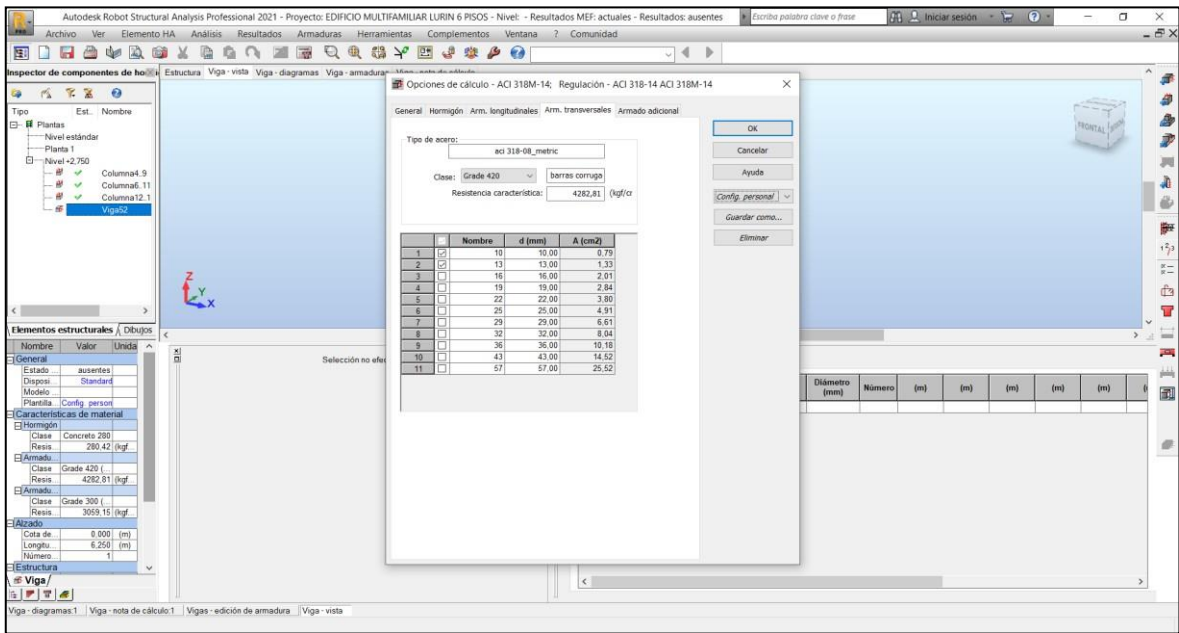 Autodesk Robot Structural Analysis Professional 2021 - Proyecto: EDIFICIO MULTIFAMILIAR LURIN 6 PISOS - Nivel: - Resultados MEF: actuales - Resultados: ausentes
Escriba palabra clave o frase
Iniciar sesión
PRO
Archivo Ver Elemento HA Análisis Resultados Armaduras Herramientas Complementos Ventana ? Comunidad
Inspector de componentes de ho
Estructura Viga - vista Viga - diagramas Viga - armaduras Viga - nota de cálculo
Tipo Est.. Nombre
Plantas
Nivel estándar
Planta 1
Nivel +2,750
Columna4..9
Columna6..11
Columna12..1
Viga52
Elementos estructurales Dibujos
Nombre Valor Unida
General
Estado ... ausentes
Disposi... Standard
Modelo ...
Plantilla... Config. person
Características de material
Hormigón
Clase Concreto 280
Resis... 280,42 (kgf...
Armadu...
Clase Grade 420 (...
Resis... 4282,81 (kgf...
Armadu...
Clase Grade 300 (...
Resis... 3059,15 (kgf...
Alzado
Cota de... 0,000 (m)
Longitu... 6,250 (m)
Número... 1
Estructura
Viga
Z
Y
X
Selección no efe
Opciones de cálculo - ACI 318M-14; Regulación - ACI 318-14 ACI 318M-14
General Hormigón Arm. longitudinales Arm. transversales Armado adicional
Tipo de acero:
aci 318-08_metric
Clase: Grade 420 barras corruga
Resistencia característica: 4282,81 (kgf/cr
Nombre d (mm) A (cm2)
1 10 10,00 0,79
2 13 13,00 1,33
3 16 16,00 2,01
4 19 19,00 2,84
5 22 22,00 3,80
6 25 25,00 4,91
7 29 29,00 6,61
8 32 32,00 8,04
9 36 36,00 10,18
10 43 43,00 14,52
11 57 57,00 25,52
OK
Cancelar
Ayuda
Config. personal
Guardar como...
Eliminar
FRONTAL
Diámetro (mm) Número (m) (m) (m) (m) (m)
Viga - diagramas:1 Viga - nota de cálculo:1 Vigas - edición de armadura Viga - vista